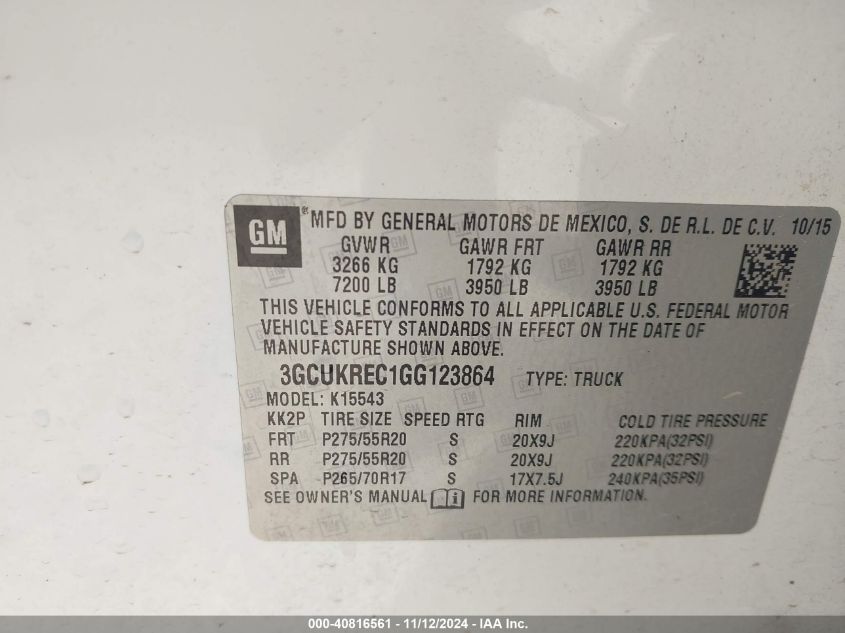 GM ® MFD BY GENERAL MOTORS DE MEXICO, S. DE R.L. DE C.V. 10/15
GVWR GAWR FRT GAWR RR
3266 KG 1792 KG 1792 KG
7200 LB 3950 LB 3950 LB
THIS VEHICLE CONFORMS TO ALL APPLICABLE U.S. FEDERAL MOTOR
VEHICLE SAFETY STANDARDS IN EFFECT ON THE DATE OF
MANUFACTURE SHOWN ABOVE.
3GCUKREC1GG123864 TYPE: TRUCK
MODEL: K15543
KK2P TIRE SIZE SPEED RTG RIM COLD TIRE PRESSURE
FRT P275/55R20 S 20X9J 220KPA(32PSI)
RR P275/55R20 S 20X9J 220KPA(32PSI)
SPA P265/70R17 S 17X7.5J 240KPA(35PSI)
SEE OWNER'S MANUAL FOR MORE INFORMATION.
000-40816561 - 11/12/2024 - IAA Inc.